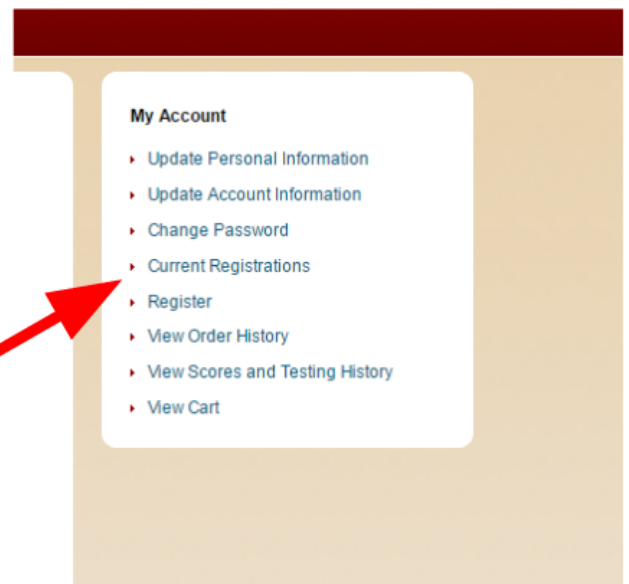 My Account
Update Personal Information
Update Account Information
Change Password
Current Registrations
Register
View Order History
View Scores and Testing History
View Cart